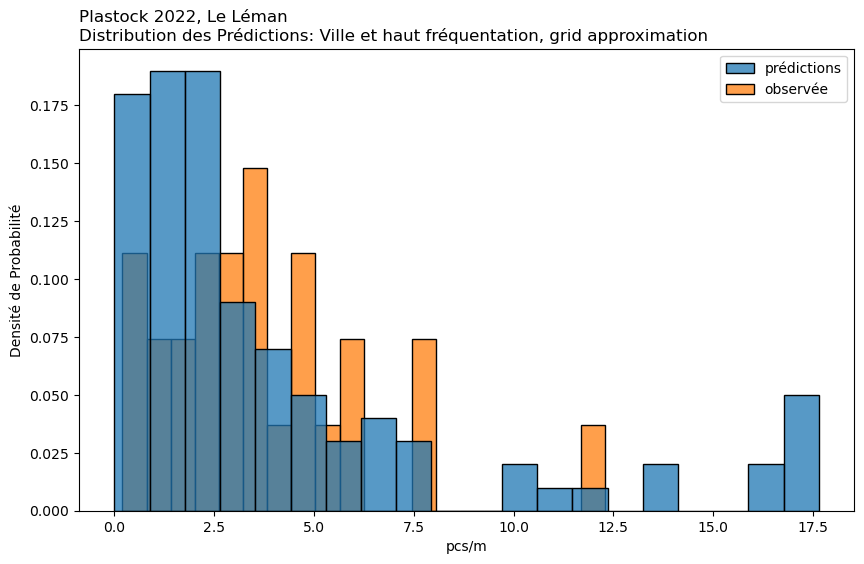 Plastock 2022, Le Léman
Distribution des Prédictions: Ville et haut fréquentation, grid approximation
prédictions
observée
Densité de Probabilité
0.175
0.150
0.125
0.100
0.075
0.050
0.025
0.000
0.0 2.5 5.0 7.5 10.0 12.5 15.0 17.5
pcs/m